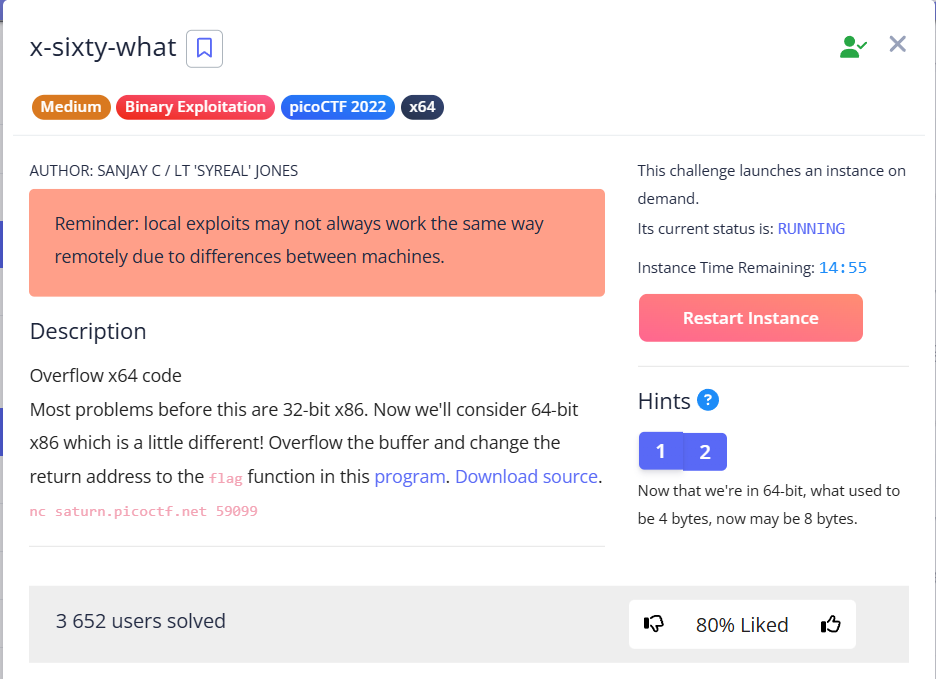 x-sixty-what
Medium Binary Exploitation picoCTF 2022 x64
AUTHOR: SANJAY C / LT 'SYREAL' JONES
Reminder: local exploits may not always work the same way
remotely due to differences between machines.
Description
Overflow x64 code
Most problems before this are 32-bit x86. Now we'll consider 64-bit
x86 which is a little different! Overflow the buffer and change the
return address to the flag function in this program. Download source.
nc saturn.picoctf.net 59099
This challenge launches an instance on
demand.
Its current status is: RUNNING
Instance Time Remaining: 14:55
Restart Instance
Hints ?
1 2
Now that we're in 64-bit, what used to
be 4 bytes, now may be 8 bytes.
3 652 users solved
80% Liked